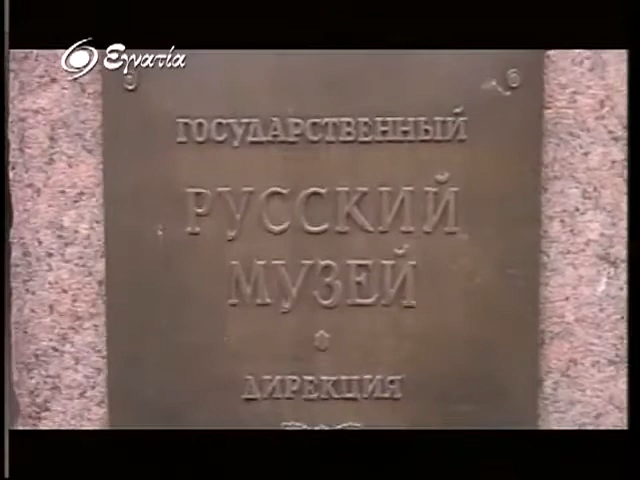 Εγνατία
ГОСУДАРСТВЕННЫЙ
РУССКИЙ
МУЗЕЙ
ДИРЕКЦИЯ